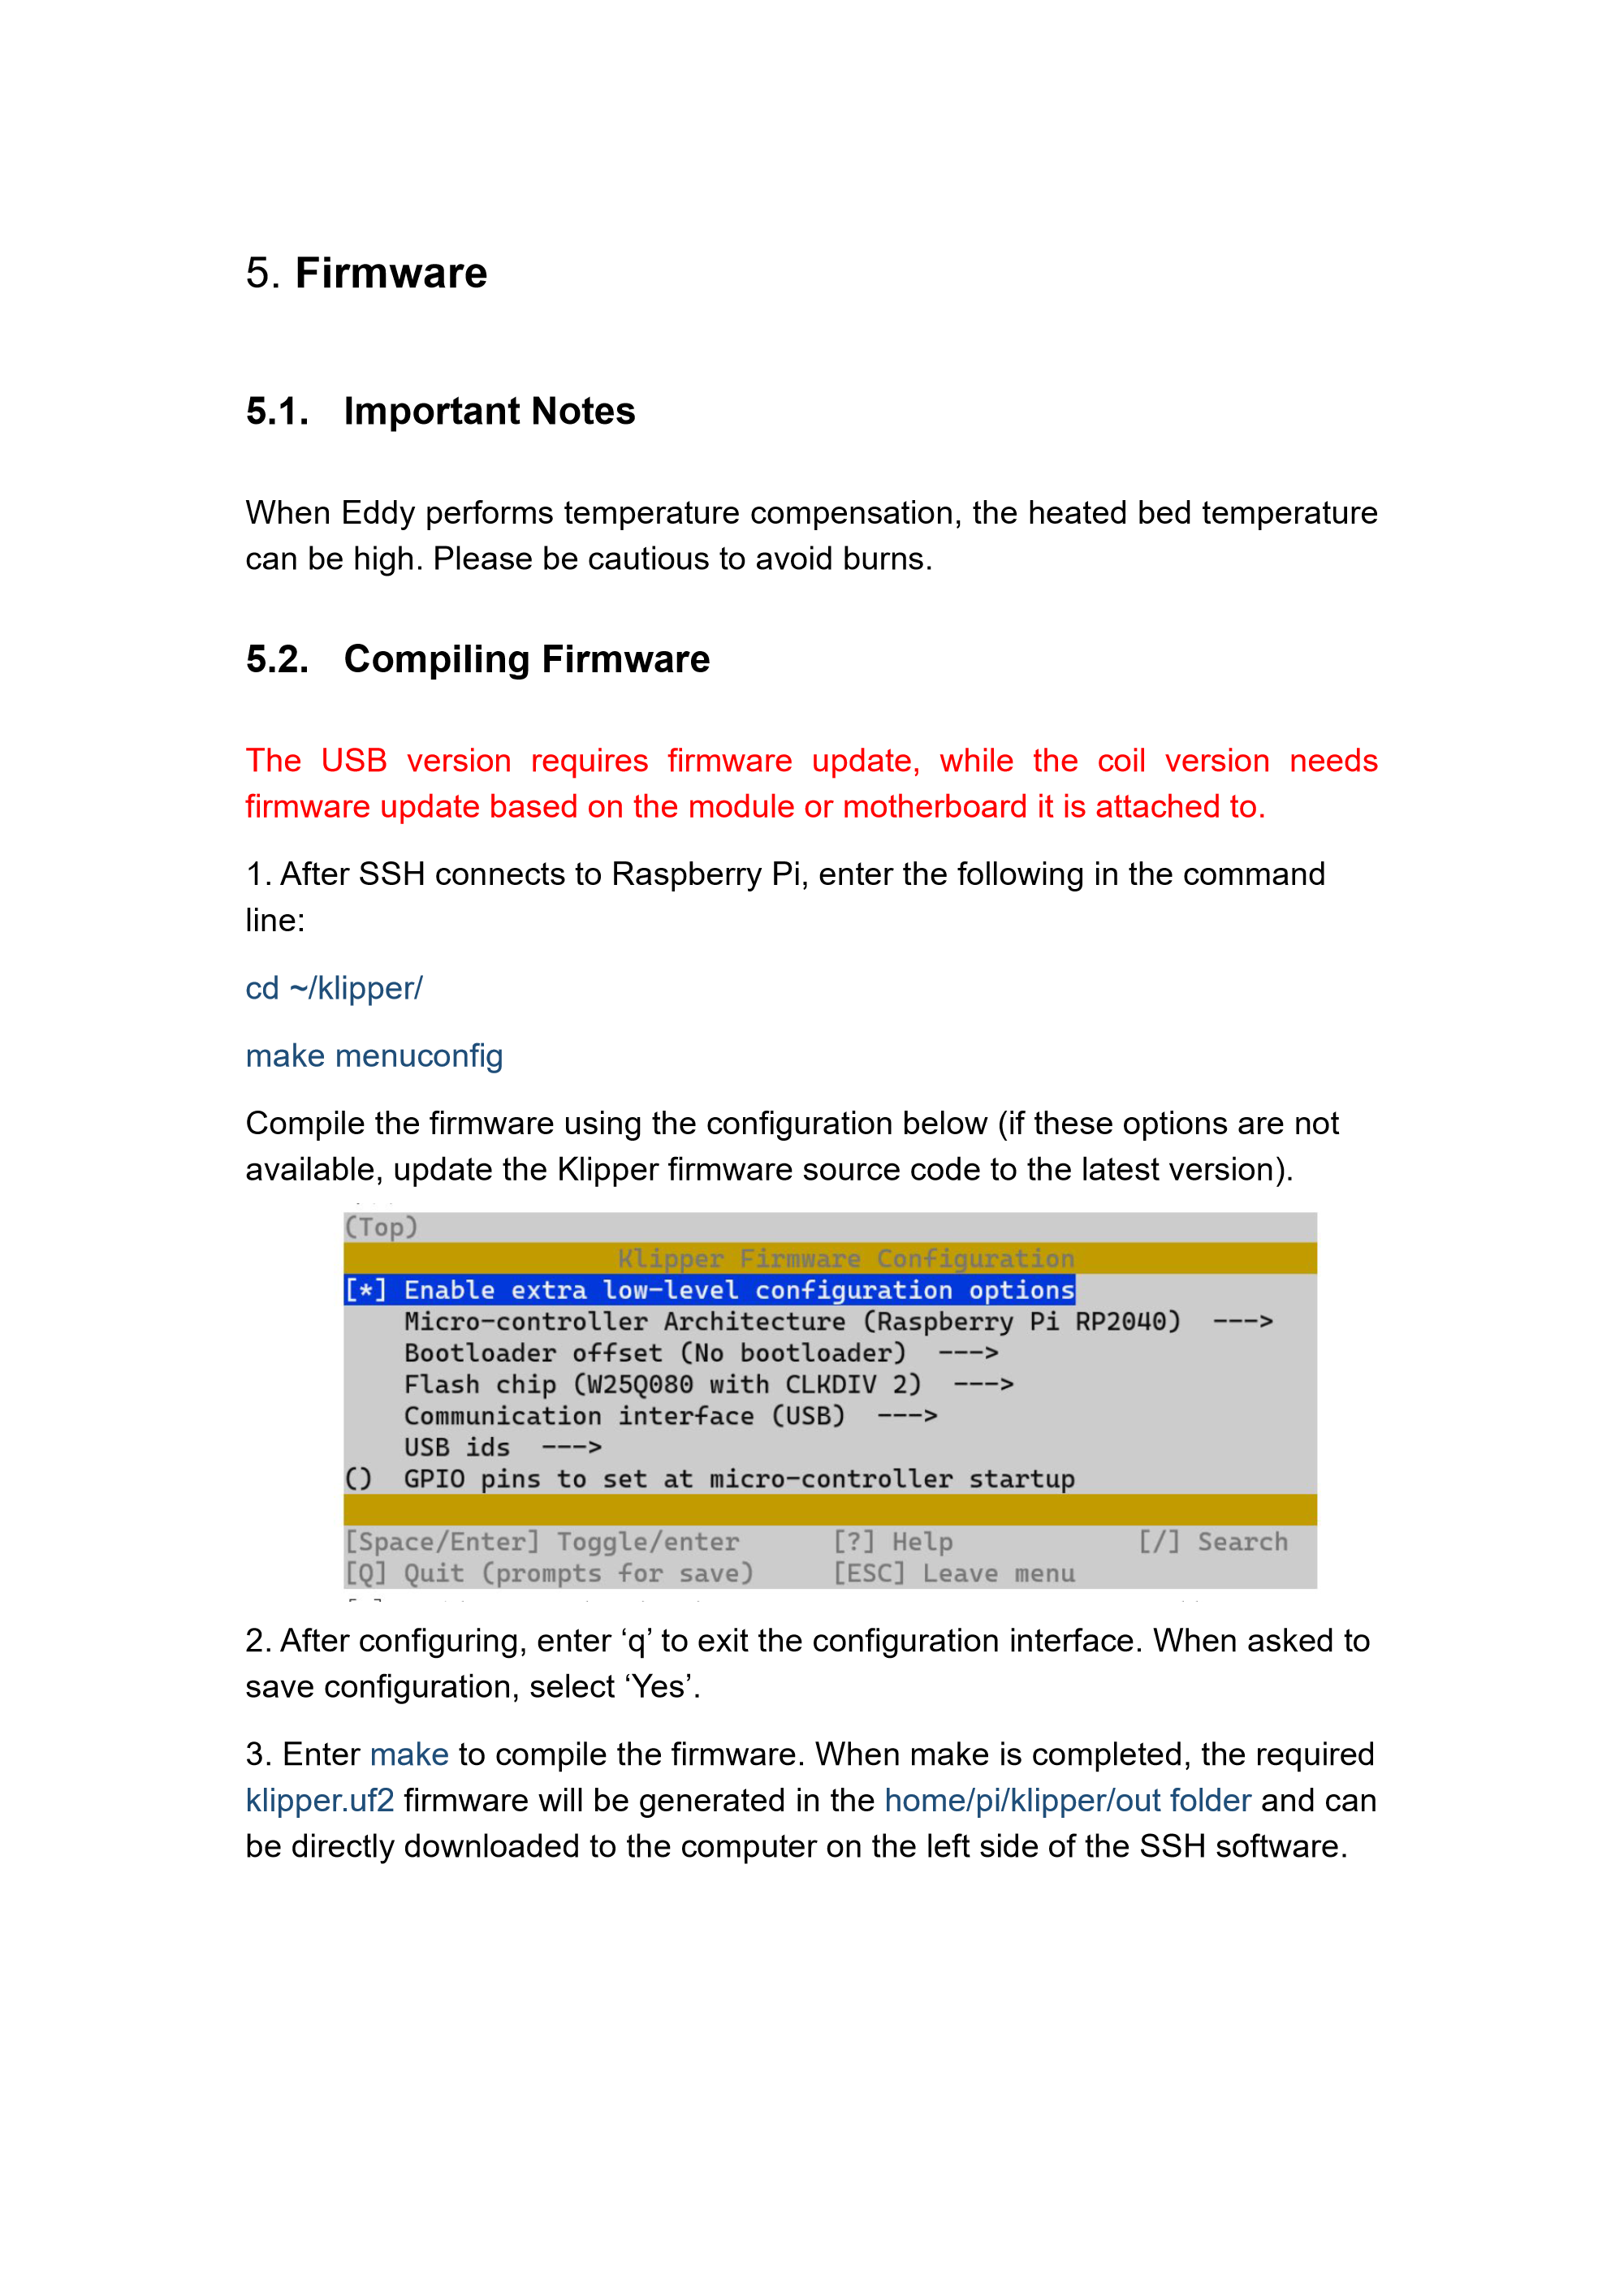 5. Firmware
5.1. Important Notes
When Eddy performs temperature compensation, the heated bed temperature
can be high. Please be cautious to avoid burns.
5.2. Compiling Firmware
The USB version requires firmware update, while the coil version needs
firmware update based on the module or motherboard it is attached to.
1. After SSH connects to Raspberry Pi, enter the following in the command
line:
cd ~/klipper/
make menuconfig
Compile the firmware using the configuration below (if these options are not
available, update the Klipper firmware source code to the latest version).
(Top)
Klipper Firmware Configuration
[*] Enable extra low-level configuration options
Micro-controller Architecture (Raspberry Pi RP2040) --->
Bootloader offset (No bootloader) --->
Flash chip (W25Q080 with CLKDIV 2) --->
Communication interface (USB) --->
USB ids --->
() GPIO pins to set at micro-controller startup
[Space/Enter] Toggle/enter [?] Help [/] Search
[Q] Quit (prompts for save) [ESC] Leave menu
2. After configuring, enter ‘q’ to exit the configuration interface. When asked to
save configuration, select ‘Yes’.
3. Enter make to compile the firmware. When make is completed, the required
klipper.uf2 firmware will be generated in the home/pi/klipper/out folder and can
be directly downloaded to the computer on the left side of the SSH software.